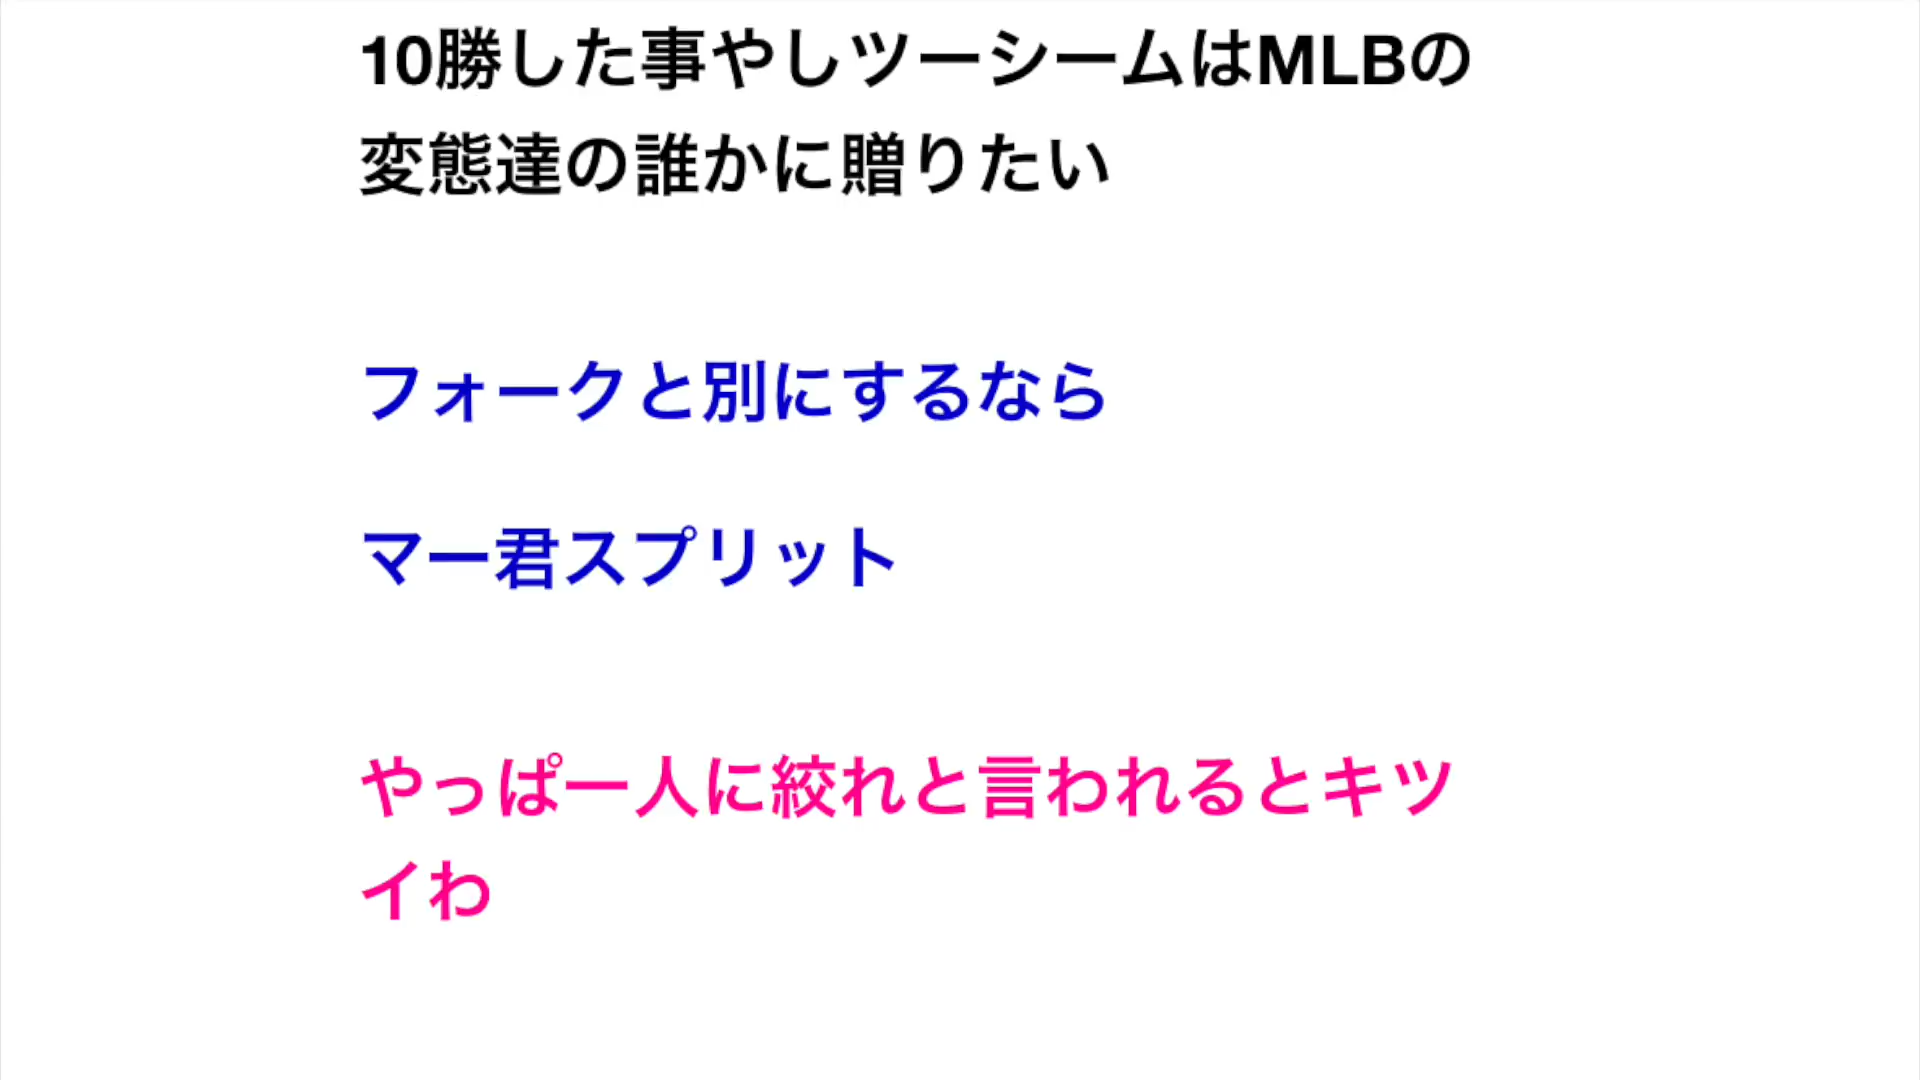 10勝した事やしツーシームはMLBの
変態達の誰かに贈りたい
フォークと別にするなら
マー君スプリット
やっぱ一人に絞れと言われるとキツ
イわ